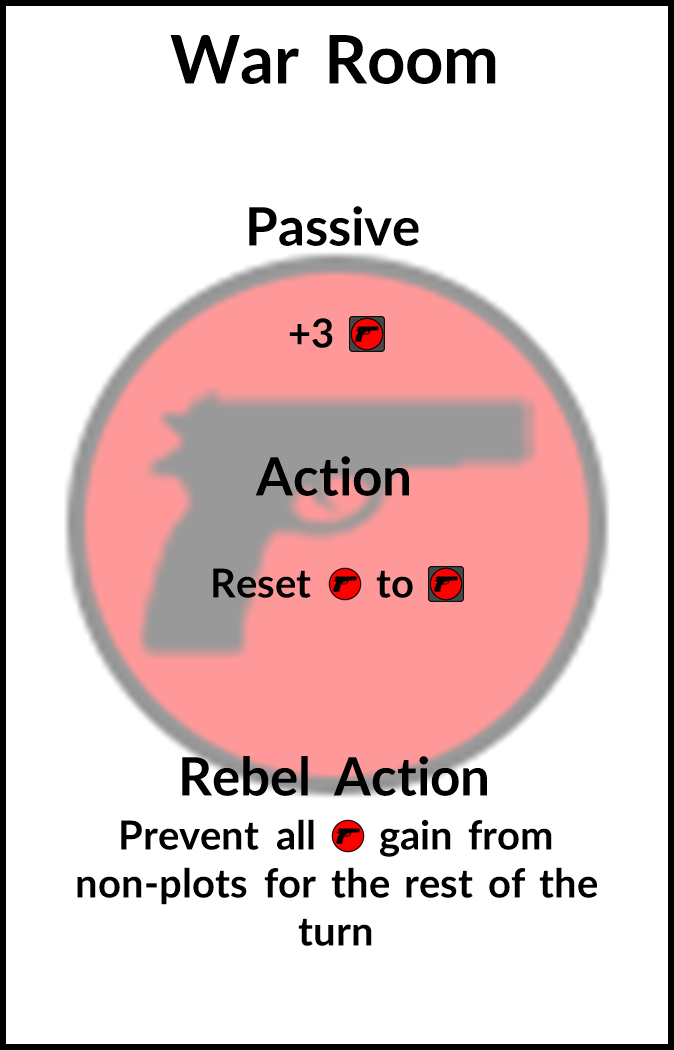 War Room
Passive
+3
Action
Reset to
Rebel Action
Prevent all gain from
non-plots for the rest of the
turn